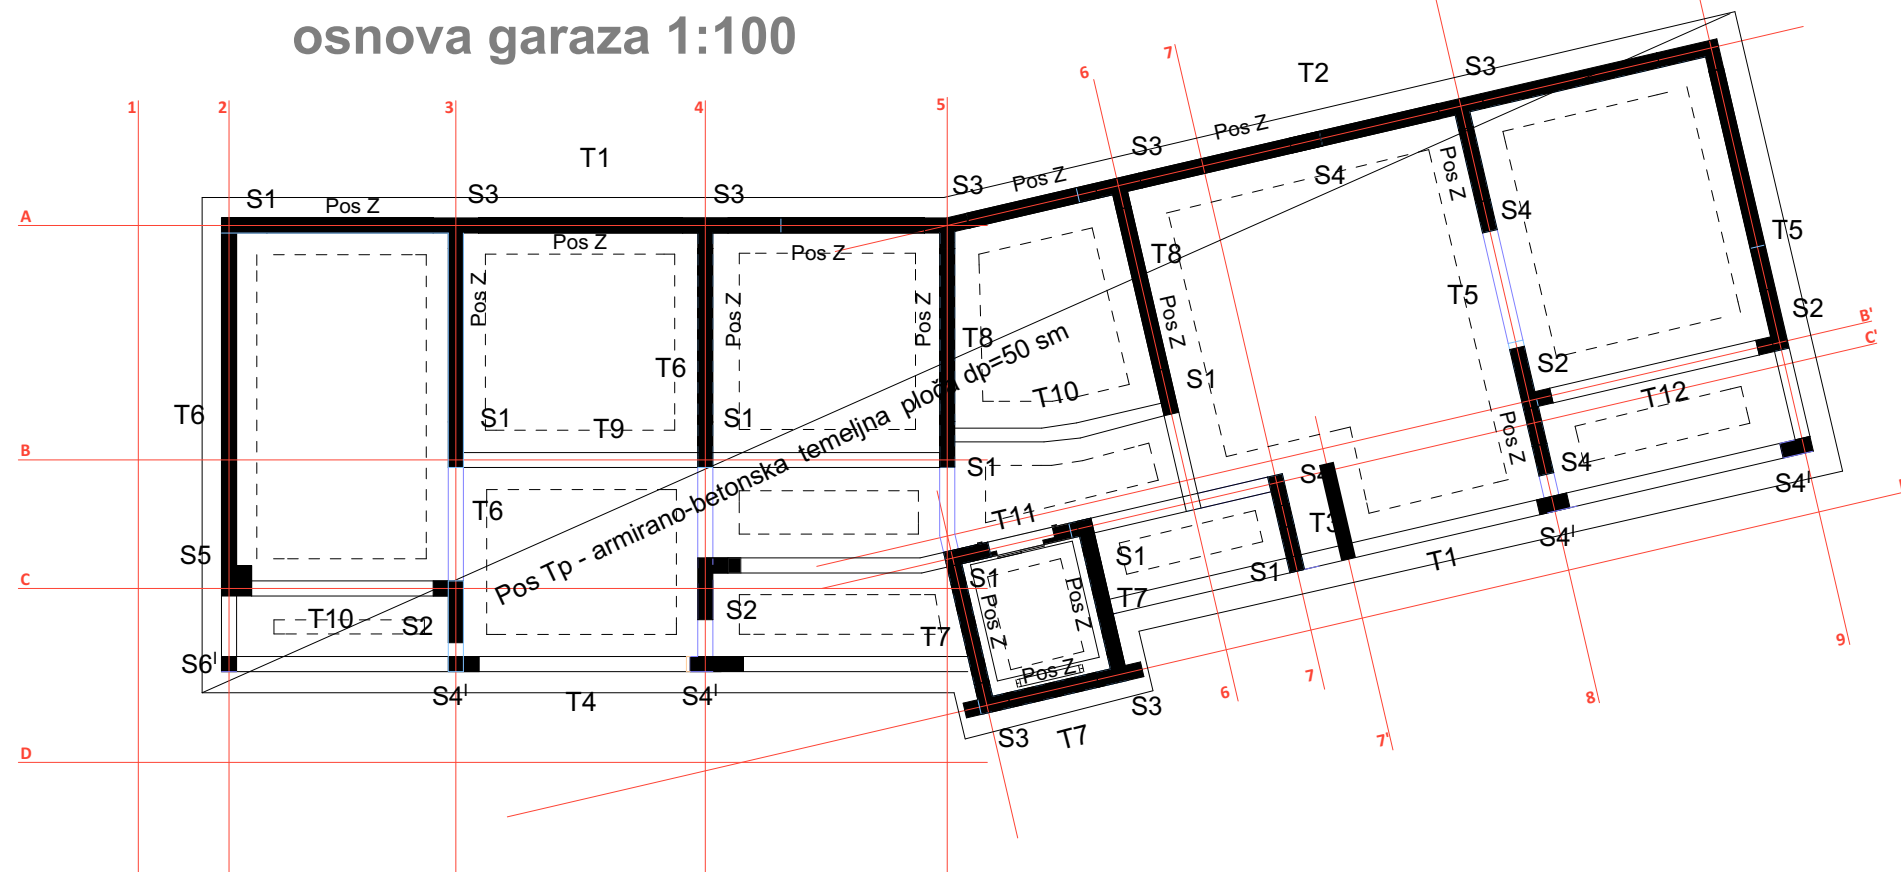 osnova garaza 1:100
1
2
3
4
5
6
7
A
B
C
D
B'
C'
T1
T2
S1
Pos Z
S3
S3
S3
Pos Z
S3
Pos Z
S3
Pos Z
Pos Z
Pos Z
Pos Z
Pos Z
Pos Z
S4
S4
T8
T8
Pos Z
T5
T5
S2
S2
T6
T6
S1
T9
S1
T10
S1
T12
Pos Z
S1
S4
S4
S4'
T6
T11
T3
S4'
T1
S5
Pos Tp - armirano-betonska temeljna ploča dp=50 sm
S1
S1
S1
Pos Z
Pos Z
T7
T10
S2
S2
T7
S6'
S4'
T4
S4'
Pos Z
S3
S3
T7
6
7
7'
8
9